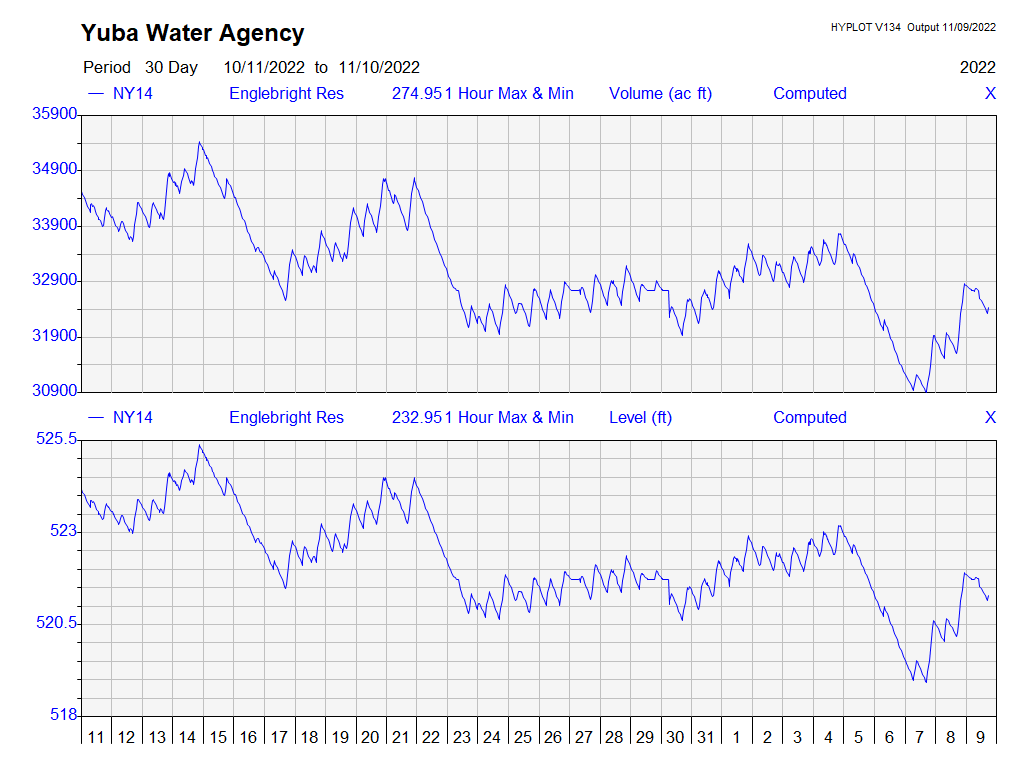 Yuba Water Agency
HYPLOT V134 Output 11/09/2022
Period 30 Day 10/11/2022 to 11/10/2022 2022
NY14 Englebright Res 274.951 Hour Max & Min Volume (ac ft) Computed X
35900
34900
33900
32900
31900
30900
NY14 Englebright Res 232.951 Hour Max & Min Level (ft) Computed X
525.5
523
520.5
518
11 12 13 14 15 16 17 18 19 20 21 22 23 24 25 26 27 28 29 30 31 1 2 3 4 5 6 7 8 9